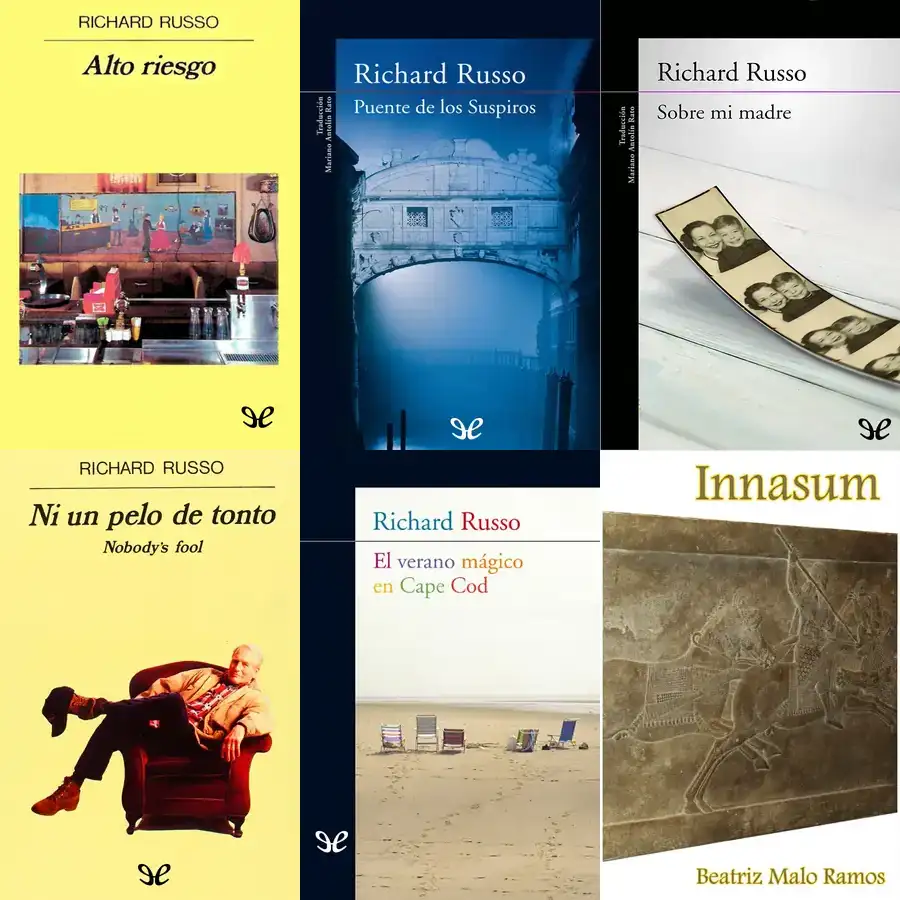 RICHARD RUSSO
Alto riesgo
Richard Russo
Puente de los Suspiros
Traducción
Mariano Antolín Rato
Richard Russo
Sobre mi madre
Traducción
Mariano Antolín Rato
RICHARD RUSSO
Ni un pelo de tonto
Nobody's fool
Richard Russo
El verano mágico
en Cape Cod
Innasum
Beatriz Malo Ramos